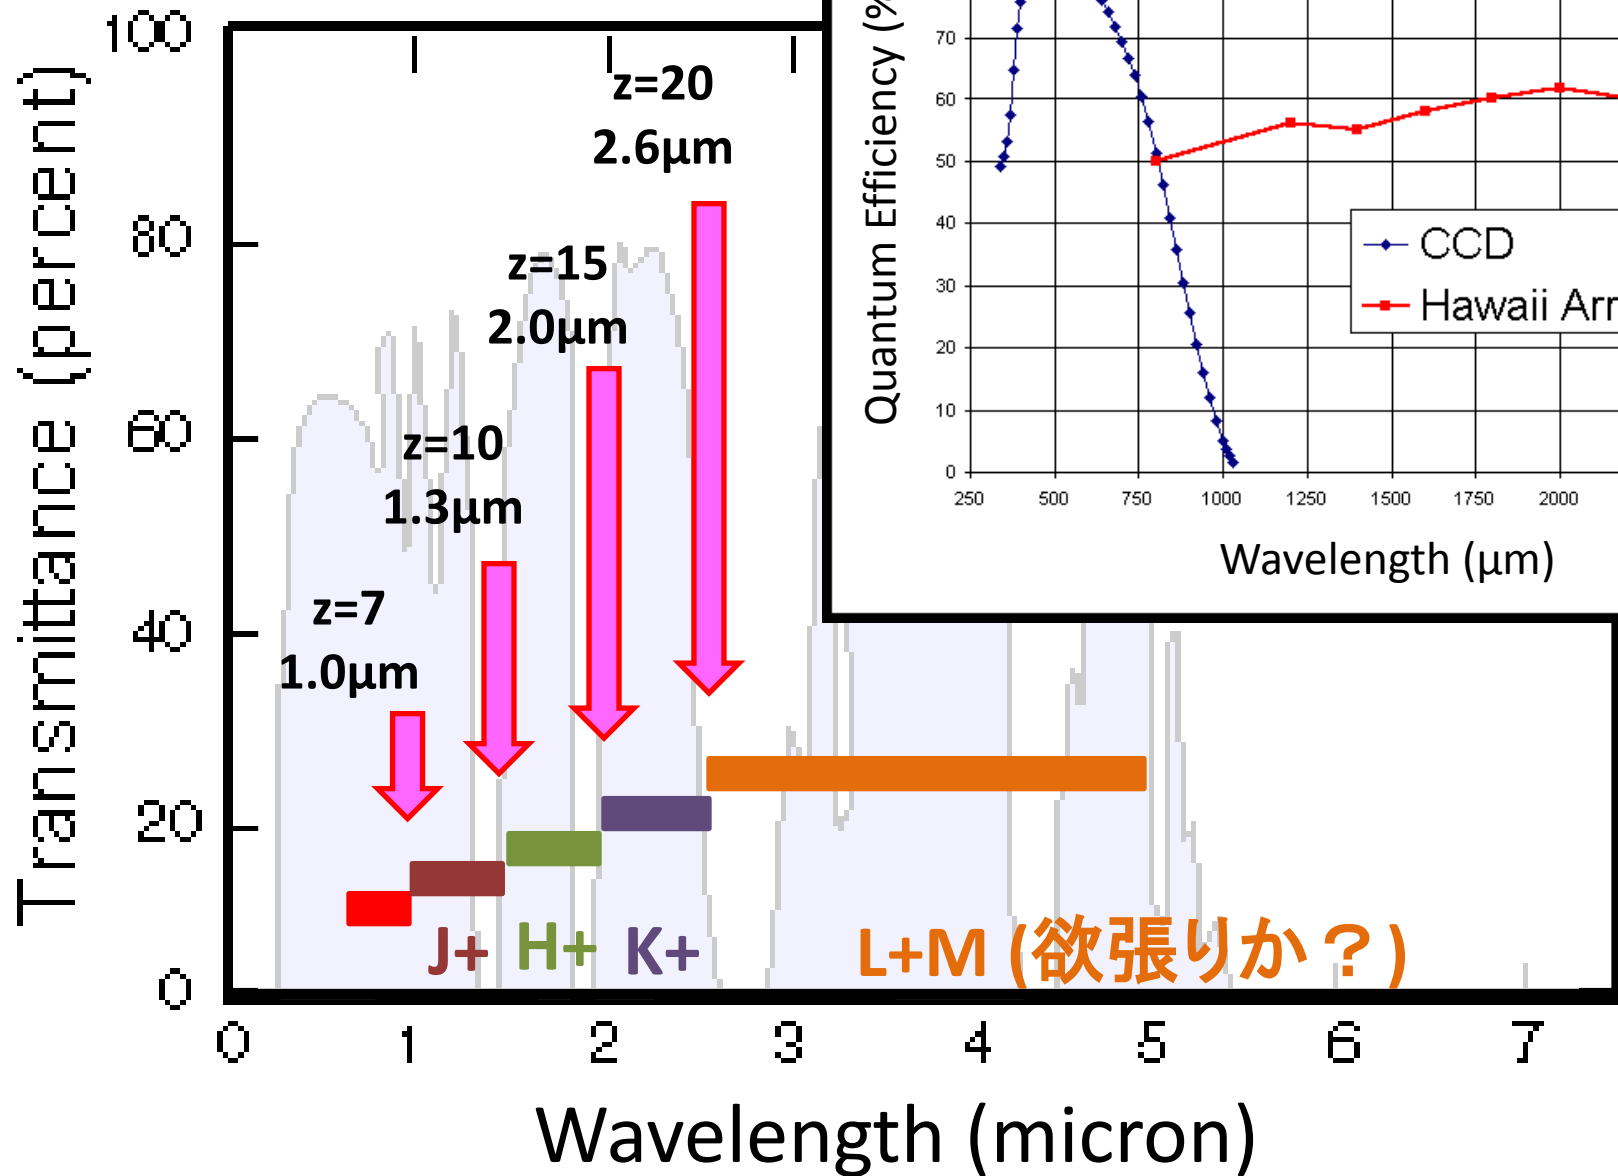 Transmittance (percent)
100
80
60
40
20
0
z=20
2.6μm
z=15
2.0μm
z=10
1.3μm
z=7
1.0μm
J+
H+
K+
L+M (欲張りか？)
0 1 2 3 4 5 6 7
Wavelength (micron)
Quantum Efficiency (%
70
60
50
40
30
20
10
0
250 500 750 1000 1250 1500 1750 2000
CCD
Hawaii Arr
Wavelength (μm)